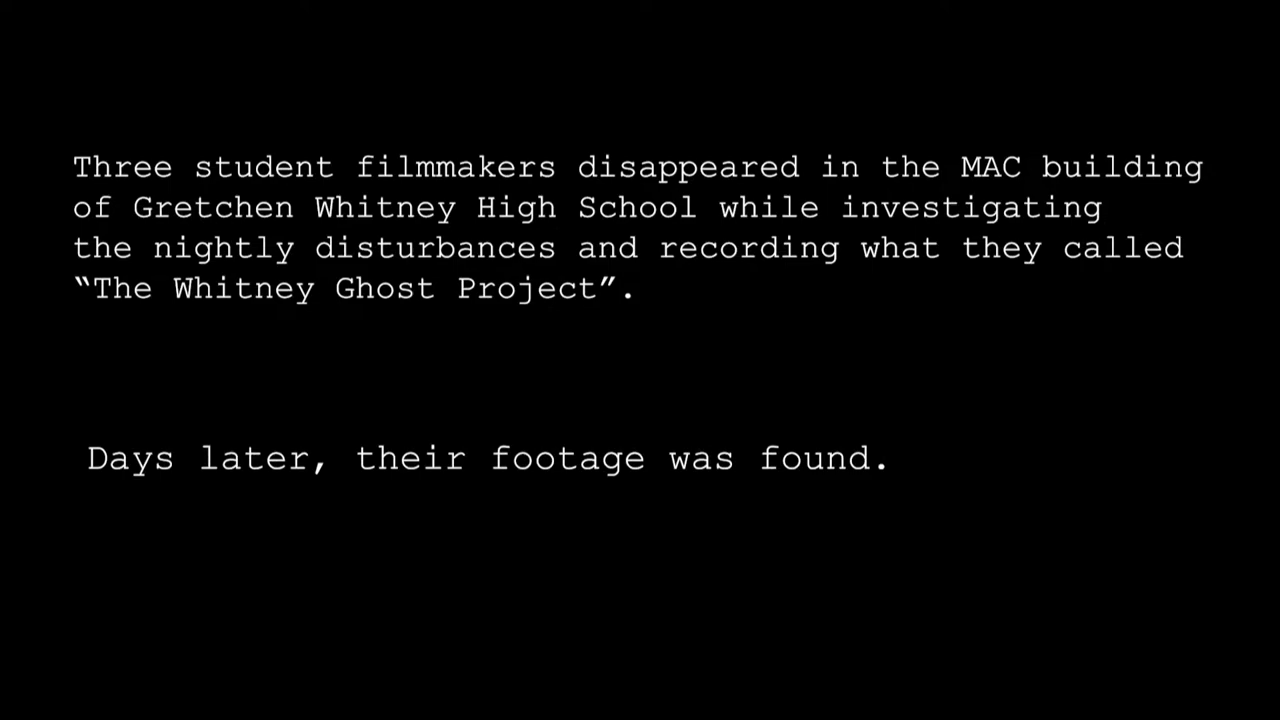 Three student filmmakers disappeared in the MAC building
of Gretchen Whitney High School while investigating
the nightly disturbances and recording what they called
“The Whitney Ghost Project”.
Days later, their footage was found.